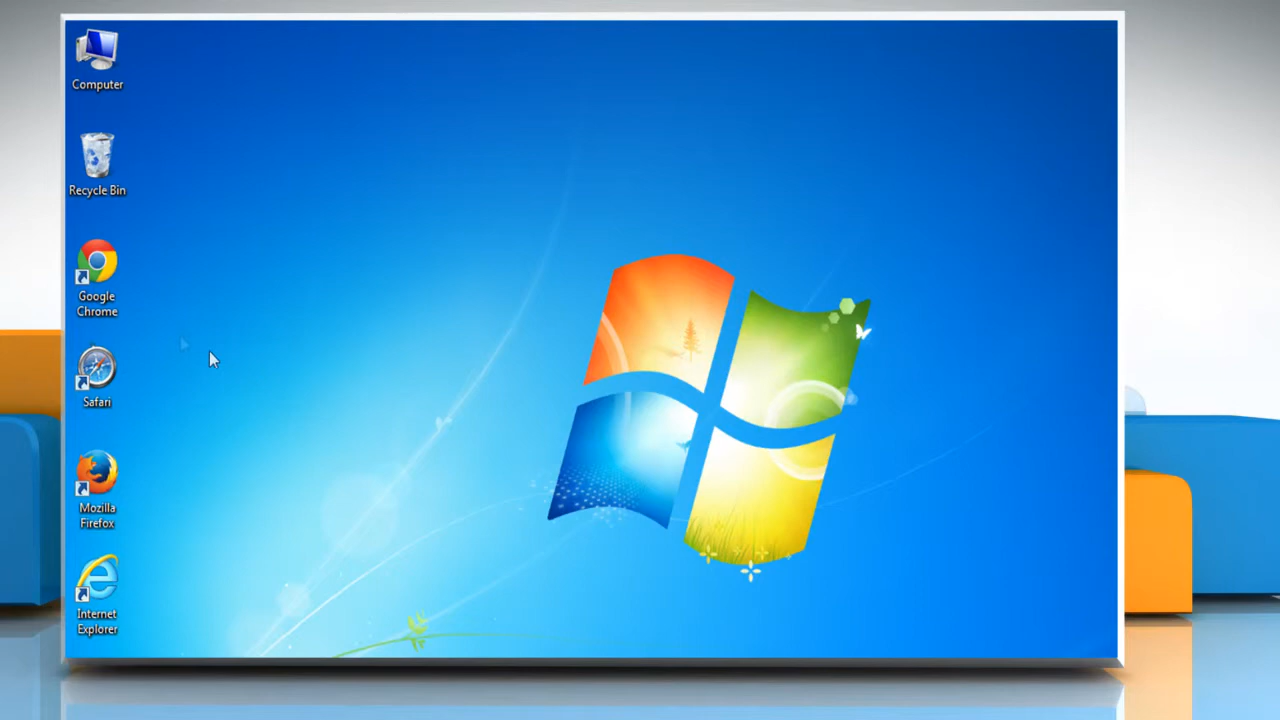 Computer
Recycle Bin
Google
Chrome
Safari
Mozilla
Firefox
Internet
Explorer